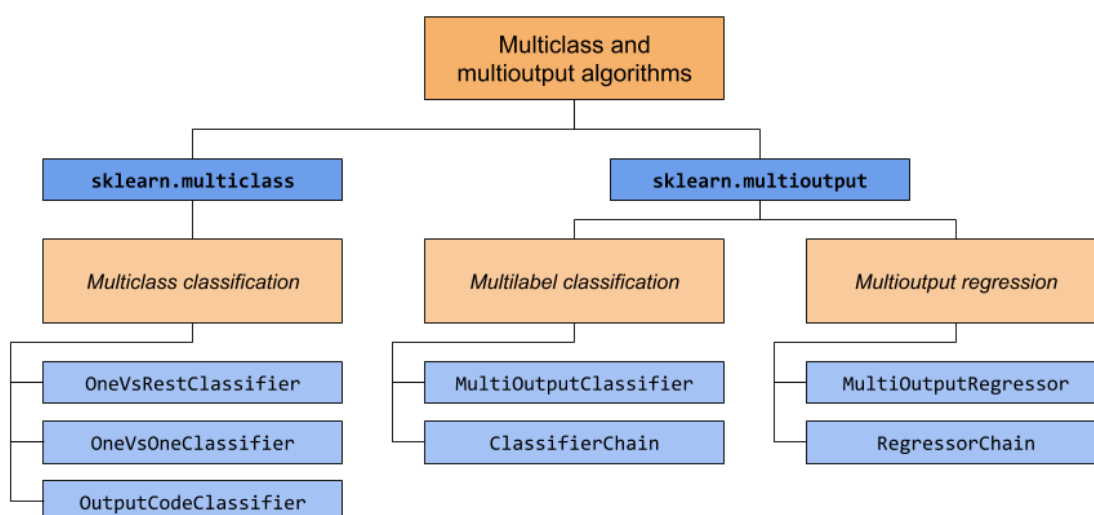 Multiclass and
multioutput algorithms
sklearn.multiclass
sklearn.multioutput
Multiclass classification
Multilabel classification
Multioutput regression
OneVsRestClassifier
MultiOutputClassifier
MultiOutputRegressor
OneVsOneClassifier
ClassifierChain
RegressorChain
OutputCodeClassifier